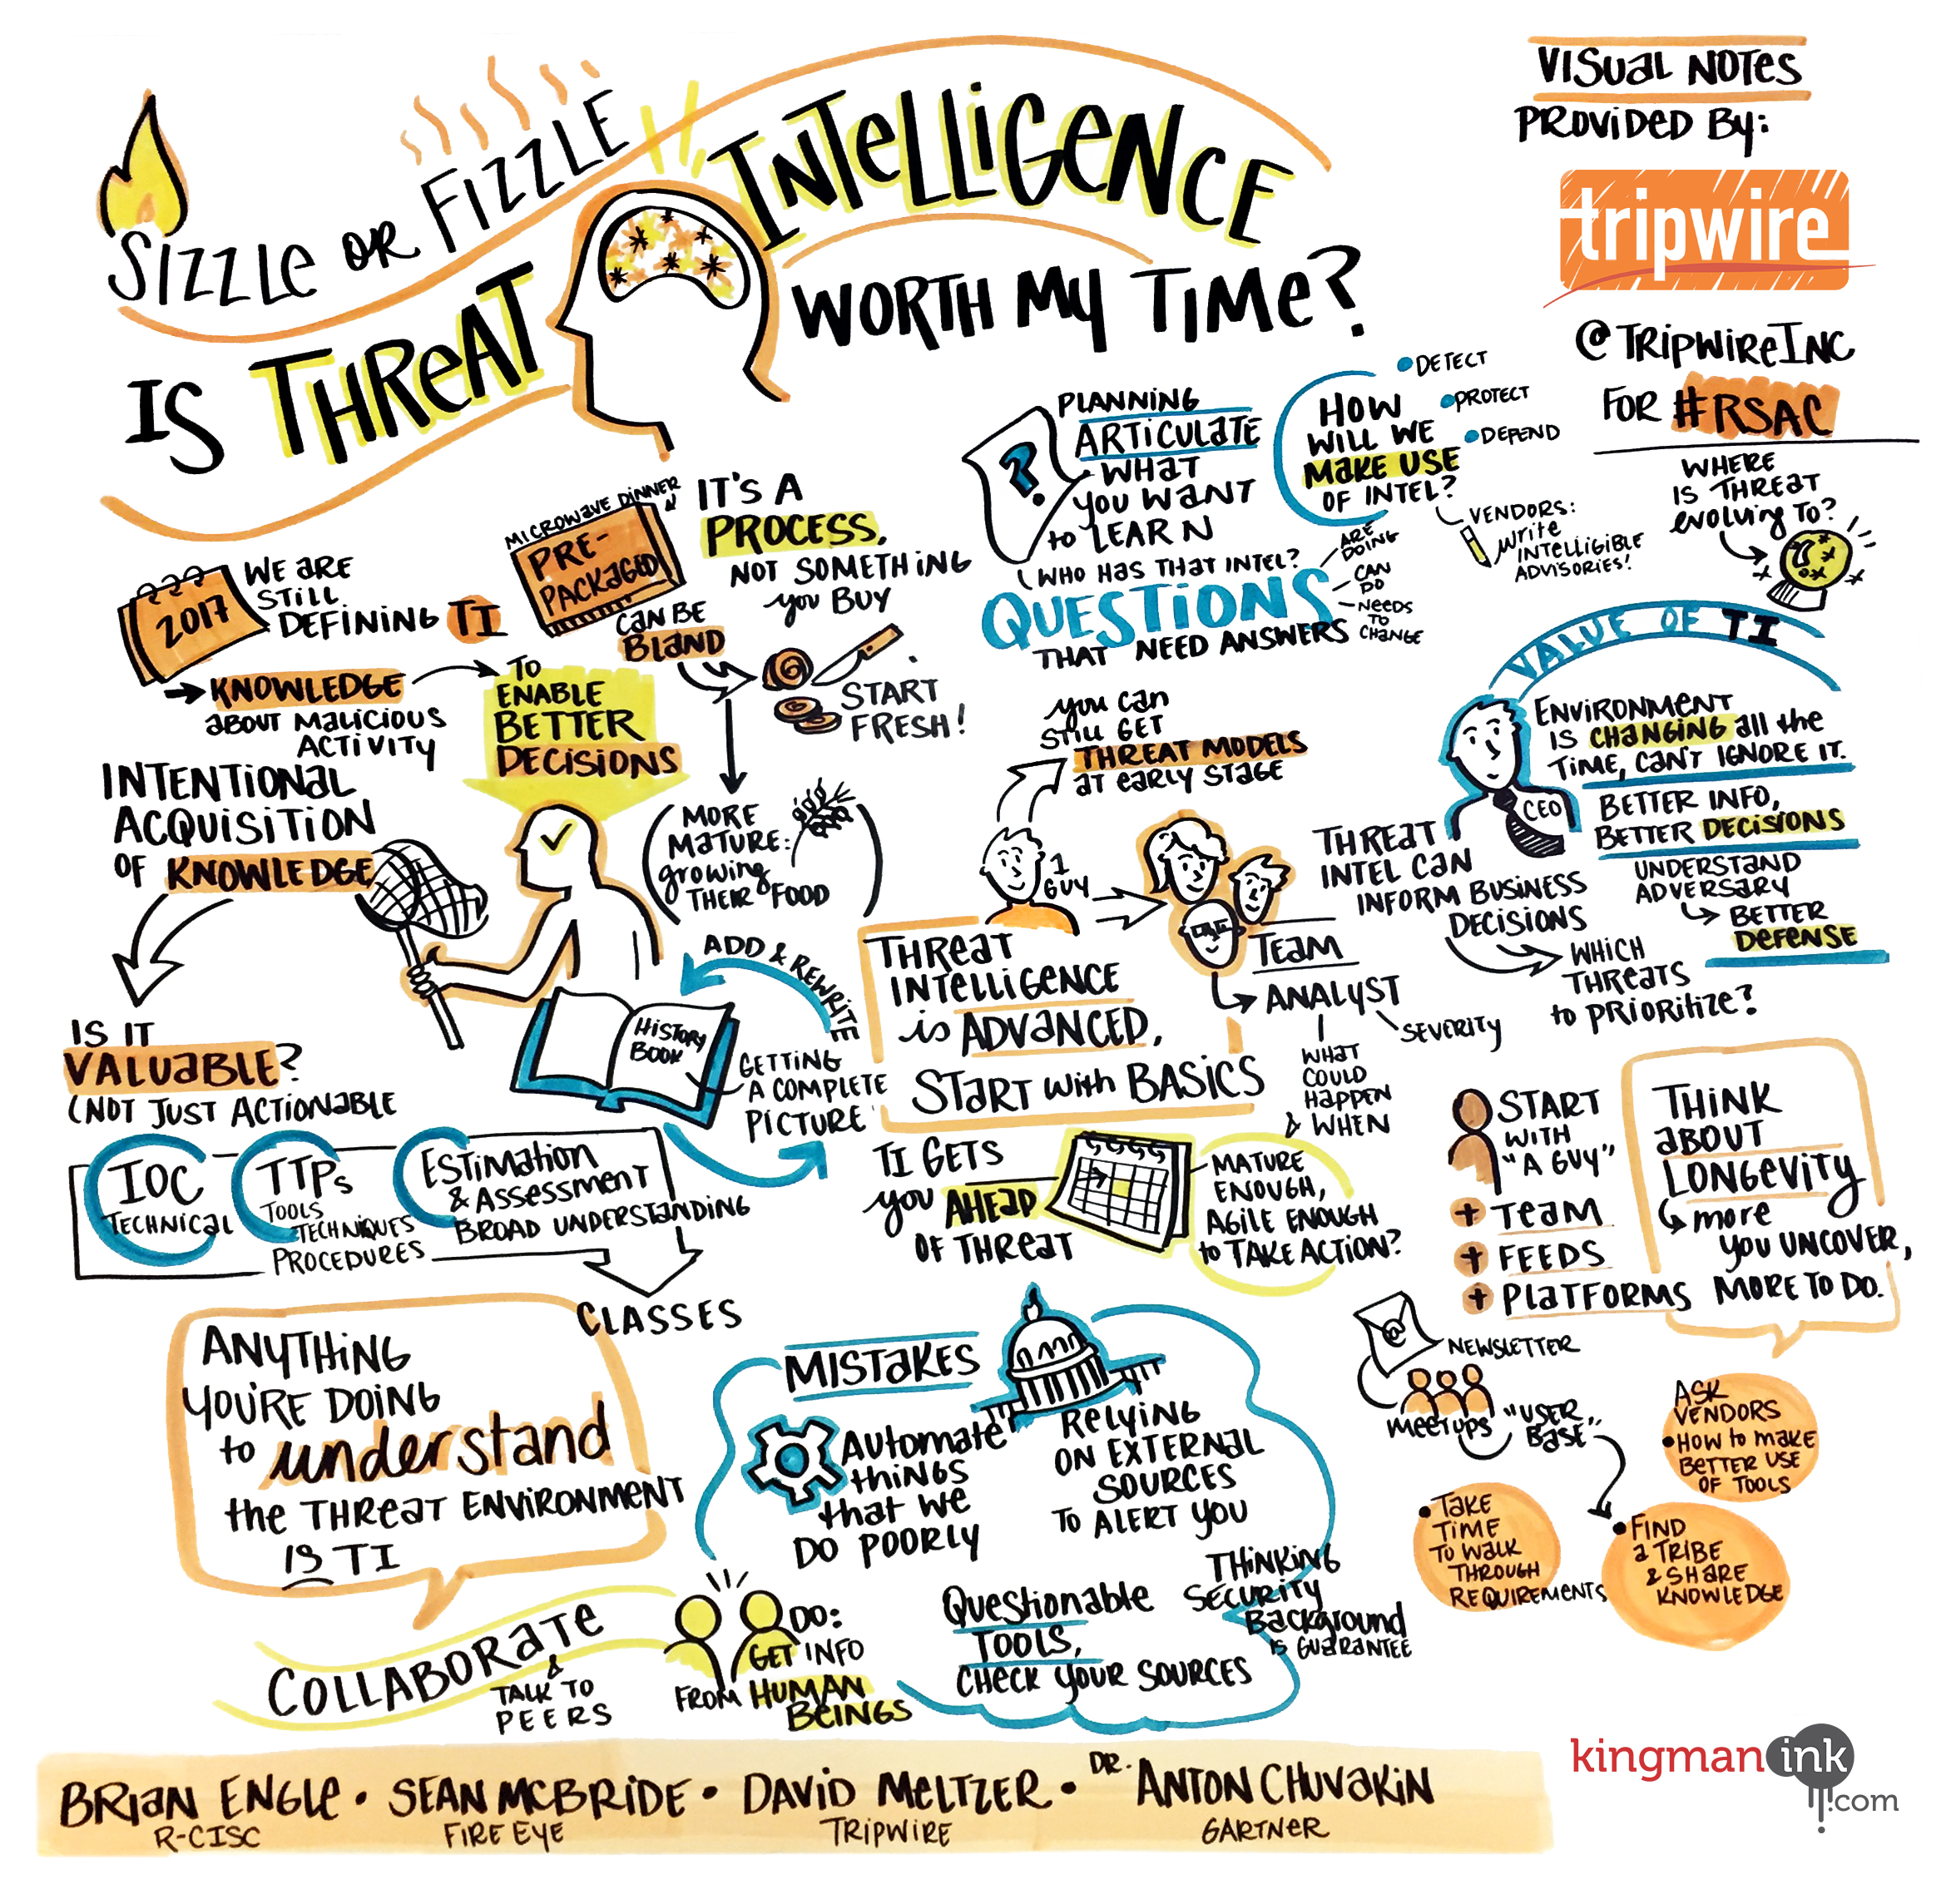 SIZZLE OR FIZZLE
IS THREAT
INTELLIGENCE
WORTH MY TIME?
VISUAL NOTES
PROVIDED BY:
tripwire
@TRIPWIREINC
FOR #RSAC
WHERE
IS THREAT
EVOLVING TO?
2017
WE ARE
STILL
DEFINING TI
KNOWLEDGE
ABOUT MALICIOUS
ACTIVITY
TO
ENABLE
BETTER
DECISIONS
MICROWAVE DINNER
PRE-
PACKAGED
CAN BE
BLAND
IT'S A
PROCESS,
NOT SOMETHING
YOU BUY
START
FRESH!
MORE
MATURE:
GROWING
THEIR FOOD
PLANNING
ARTICULATE
WHAT
YOU WANT
TO LEARN
(WHO HAS THAT INTEL?
?
HOW
WILL WE
MAKE USE
OF INTEL?
DETECT
PROTECT
DEFEND
VENDORS:
WRITE
INTELLIGIBLE
ADVISORIES!
QUESTIONS
THAT NEED ANSWERS
ARE
DOING
CAN
DO
NEEDS
TO
CHANGE
VALUE OF TI
ENVIRONMENT
IS CHANGING ALL THE
TIME, CAN'T IGNORE IT.
CEO
BETTER INFO,
BETTER DECISIONS
UNDERSTAND
ADVERSARY
BETTER
DEFENSE
THREAT
INTEL CAN
INFORM BUSINESS
DECISIONS
WHICH
THREATS
TO PRIORITIZE?
YOU CAN
STILL GET
THREAT MODELS
AT EARLY STAGE
1
GUY
TEAM
ANALYST
SEVERITY
WHAT
COULD
HAPPEN
& WHEN
THREAT
INTELLIGENCE
IS ADVANCED,
START WITH BASICS
INTENTIONAL
ACQUISITION
OF KNOWLEDGE
IS IT
VALUABLE?
(NOT JUST ACTIONABLE
ADD & REWRITE
HISTORY
BOOK
GETTING
A COMPLETE
PICTURE
IOC
TECHNICAL
TTPs
TOOLS
TECHNIQUES
PROCEDURES
ESTIMATION
& ASSESSMENT
BROAD UNDERSTANDING
CLASSES
TI GETS
YOU AHEAD
OF THREAT
MATURE
ENOUGH,
AGILE ENOUGH
TO TAKE ACTION?
START
WITH
"A GUY"
+ TEAM
+ FEEDS
+ PLATFORMS
THINK
ABOUT
LONGEVITY
MORE
YOU UNCOVER,
MORE TO DO.
ANYTHING
YOU'RE DOING
TO understand
THE THREAT ENVIRONMENT
IS TI
MISTAKES
AUTOMATE
THINGS
THAT WE
DO POORLY
RELYING
ON EXTERNAL
SOURCES
TO ALERT YOU
QUESTIONABLE
TOOLS,
CHECK YOUR SOURCES
THINKING
SECURITY
BACKGROUND
IS GUARANTEE
NEWSLETTER
MEETUPS
"USER
BASE"
ASK
VENDORS
• HOW TO MAKE
BETTER USE
OF TOOLS
• TAKE
TIME
TO WALK
THROUGH
REQUIREMENTS
• FIND
A TRIBE
& SHARE
KNOWLEDGE
COLLABORATE
&
TALK TO
PEERS
DO:
GET INFO
FROM HUMAN
BEINGS
BRIAN ENGLE • SEAN MCBRIDE • DAVID MELTZER • DR. ANTON CHUVAKIN
R-CISC FIRE EYE TRIPWIRE GARTNER
kingman ink
.com